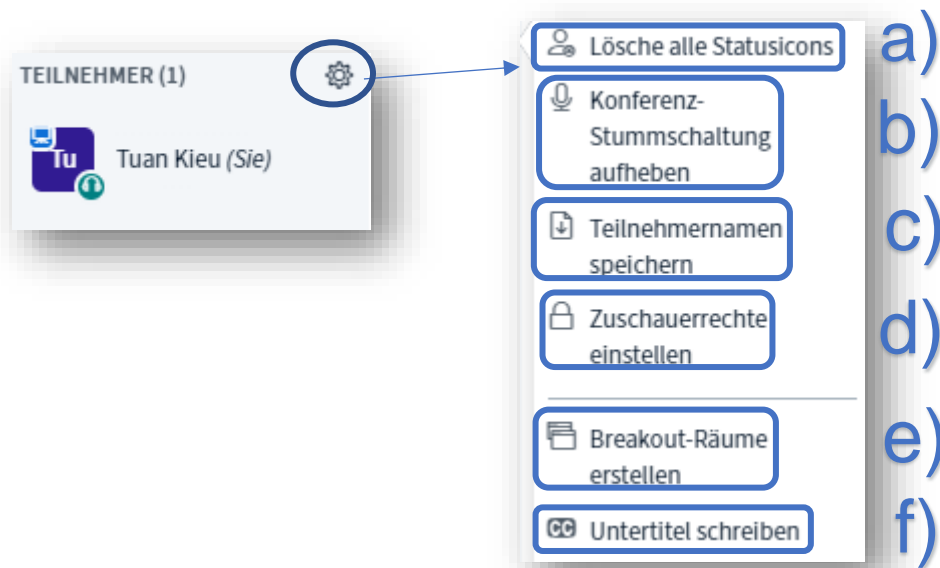 TEILNEHMER (1)
Tu
Tuan Kieu (Sie)
Lösche alle Statusicons
a)
Konferenz-
Stummschaltung
aufheben
b)
Teilnehmernamen
speichern
c)
Zuschauerrechte
einstellen
d)
Breakout-Räume
erstellen
e)
CC Untertitel schreiben
f)